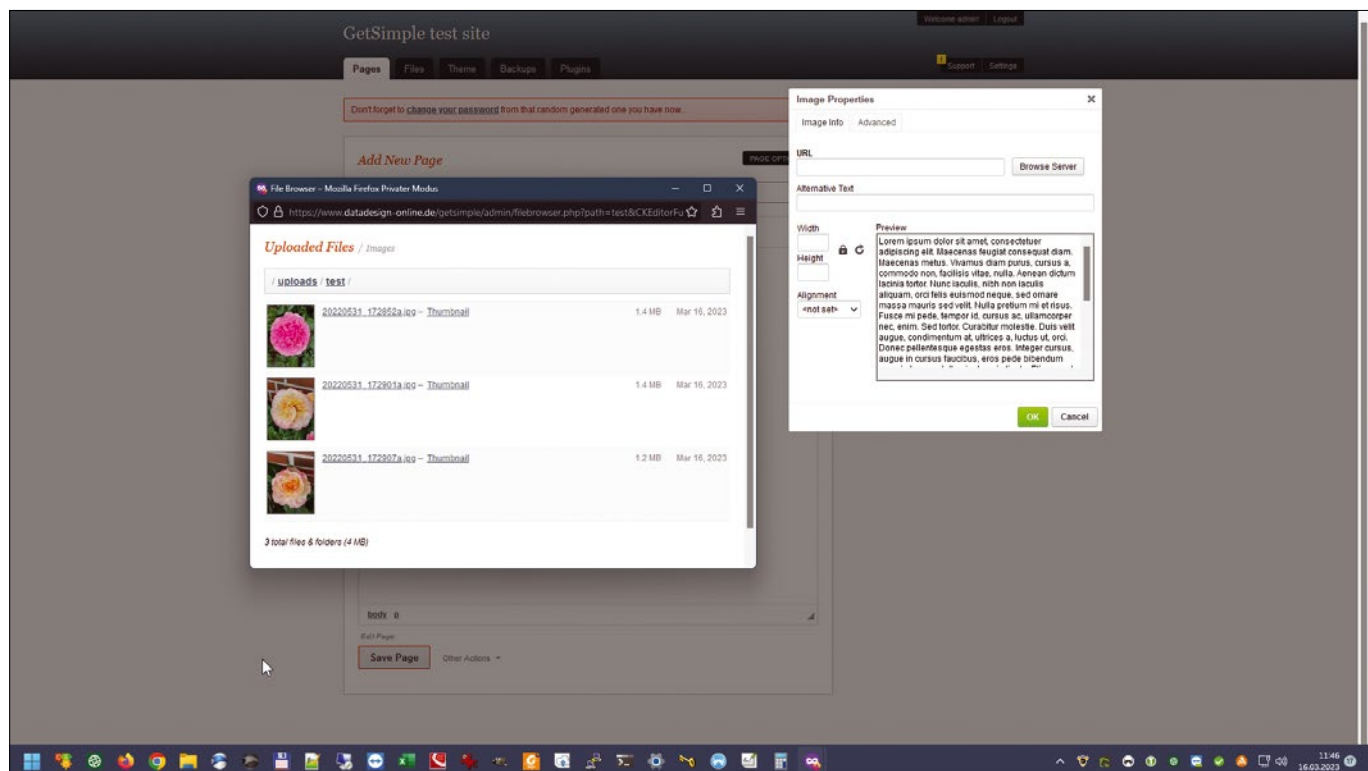 Welcome admin! Logout
GetSimple test site
Pages Files Theme Backups Plugins
Support Settings
Don't forget to change your password from that random generated one you have now...
Add New Page
PAGE OPT
File Browser – Mozilla Firefox Privater Modus
https://www.datadesign-online.de/getsimple/admin/filebrowser.php?path=test&CKEditorFu
Uploaded Files / Images
/ uploads / test /
20220531_172852a.jpg – Thumbnail 1.4 MB Mar 16, 2023
20220531_172901a.jpg – Thumbnail 1.4 MB Mar 16, 2023
20220531_172907a.jpg – Thumbnail 1.2 MB Mar 16, 2023
3 total files & folders (4 MB)
Image Properties
Image Info Advanced
URL
Browse Server
Alternative Text
Width
Height
Alignment
<not set>
Preview
Lorem ipsum dolor sit amet, consectetuer
adipiscing elit. Maecenas feugiat consequat diam.
Maecenas metus. Vivamus diam purus, cursus a,
commodo non, facilisis vitae, nulla. Aenean dictum
lacinia tortor. Nunc iaculis, nibh non iaculis
aliquam, orci felis euismod neque, sed ornare
massa mauris sed velit. Nulla pretium mi et risus.
Fusce mi pede, tempor id, cursus ac, ullamcorper
nec, enim. Sed tortor. Curabitur molestie. Duis velit
augue, condimentum at, ultrices a, luctus ut, orci.
Donec pellentesque egestas eros. Integer cursus,
augue in cursus faucibus, eros pede bibendum
OK Cancel
body p
Edit Page:
Save Page Other Actions
11:46
16.03.2023